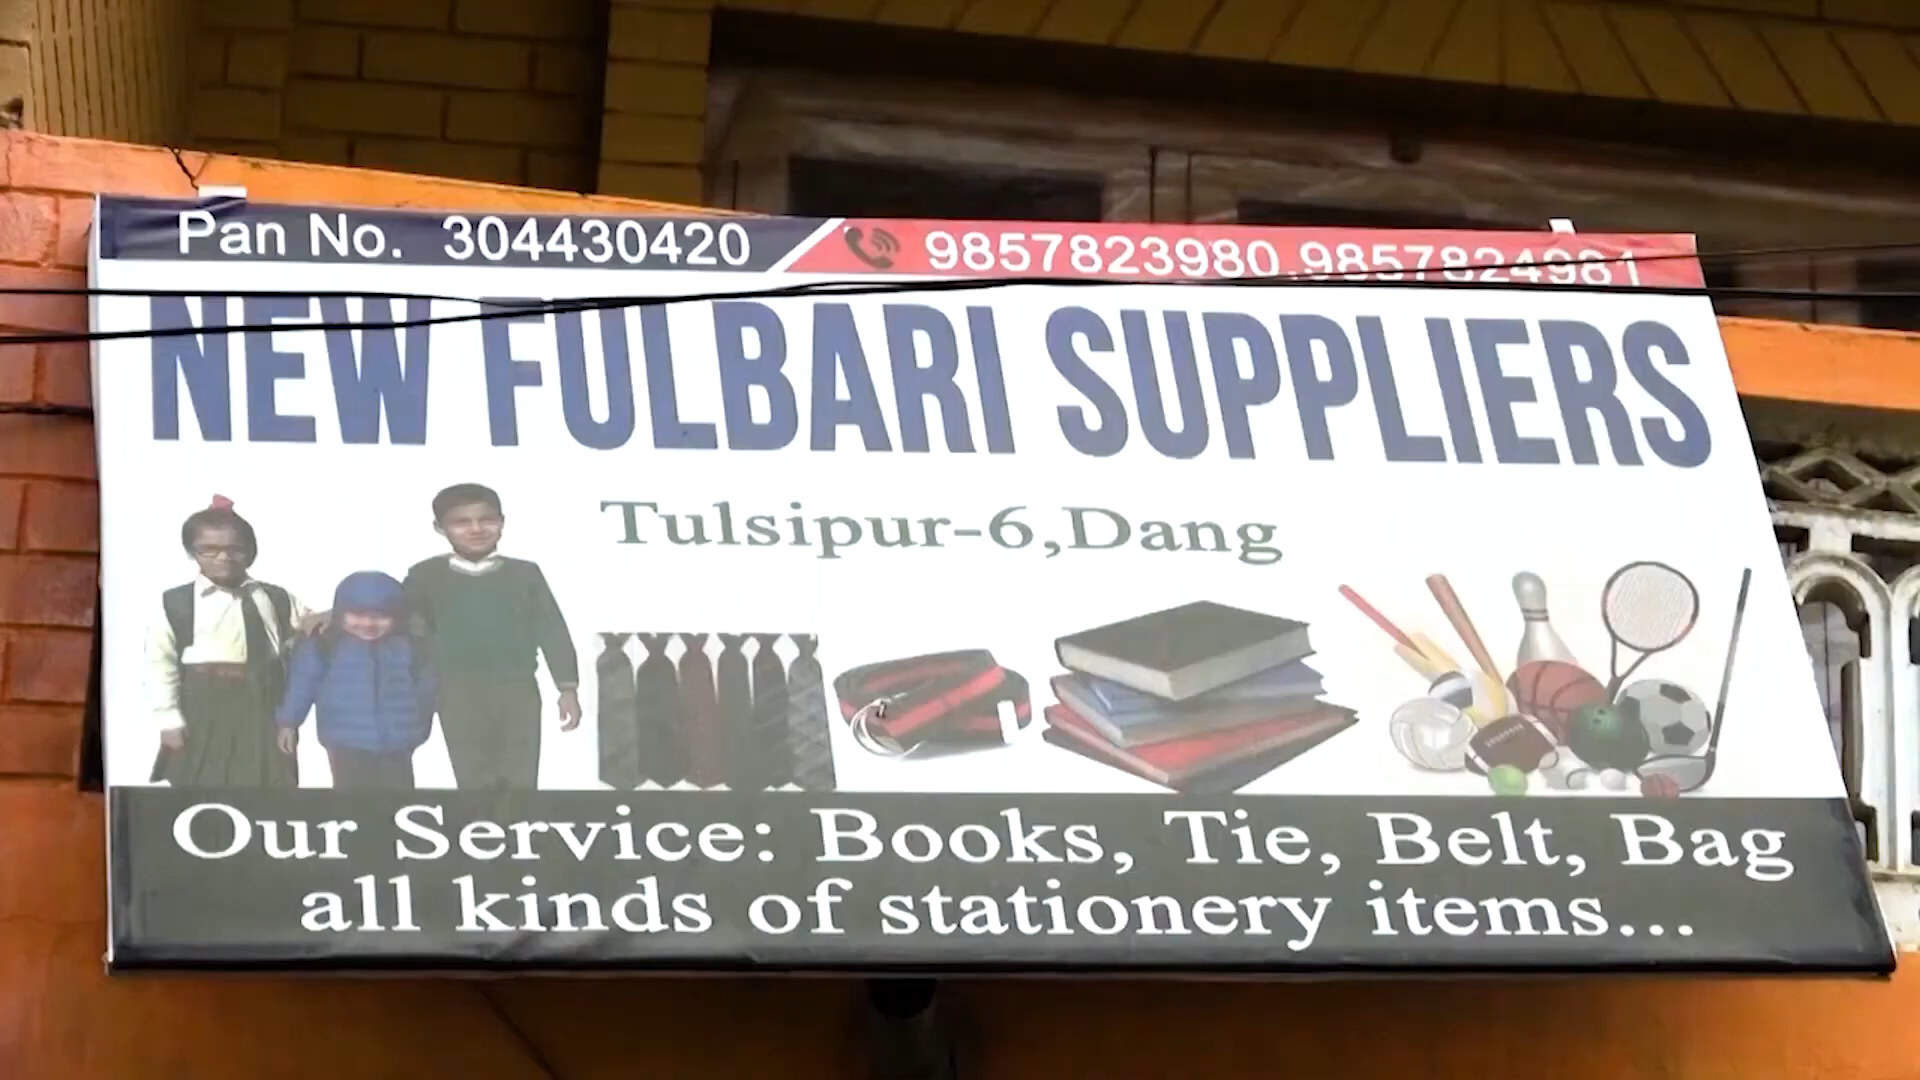 Pan No. 304430420
9857823980,9857824981
NEW FULBARI SUPPLIERS
Tulsipur-6,Dang
Our Service: Books, Tie, Belt, Bag
all kinds of stationery items...